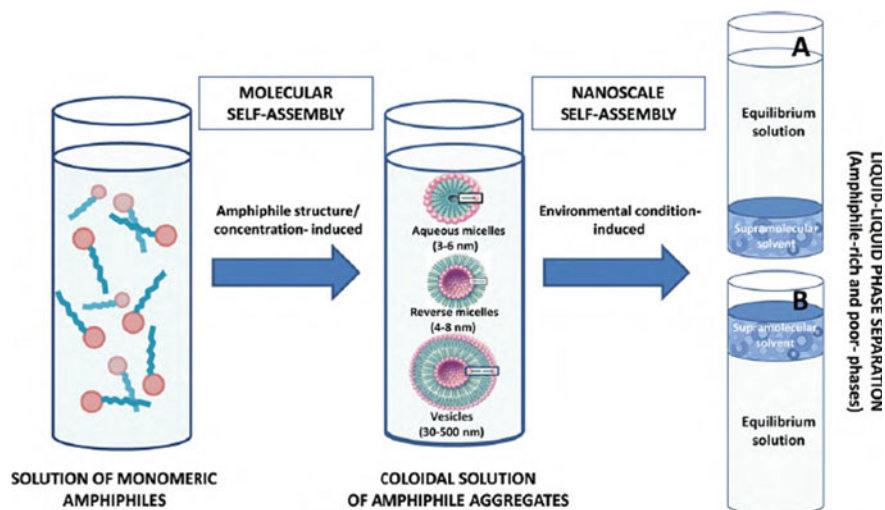 MOLECULAR
SELF-ASSEMBLY
Amphiphile structure/
concentration- induced
SOLUTION OF MONOMERIC
AMPHIPHILES
Aqueous micelles
(3-6 nm)
Reverse micelles
(4-8 nm)
Vesicles
(30-500 nm)
COLOIDAL SOLUTION
OF AMPHIPHILE AGGREGATES
NANOSCALE
SELF-ASSEMBLY
Environmental condition-
induced
A
Equilibrium
solution
Supramolecular
solvent
B
Supramolecular
solvent
Equilibrium
solution
LIQUID-LIQUID PHASE SEPARATION
(Amphiphile-rich and poor- phases)